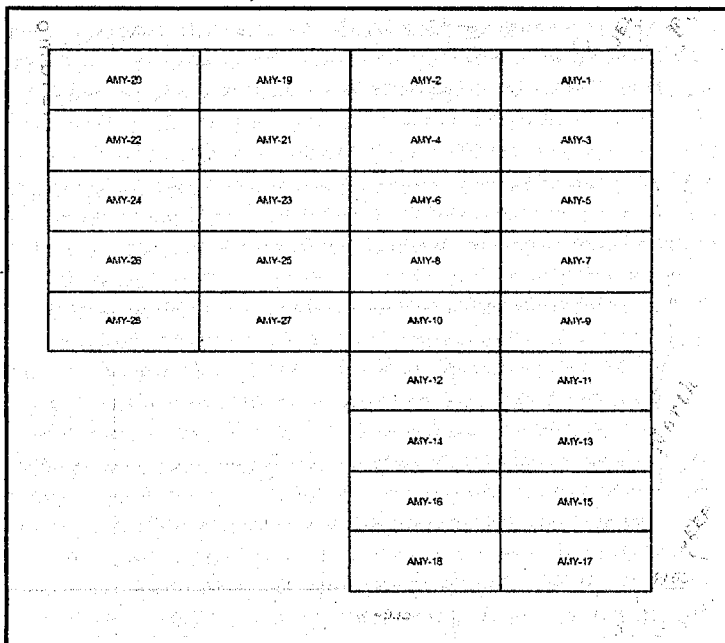 AMY-20 AMY-19 AMY-2 AMY-1
AMY-22 AMY-21 AMY-4 AMY-3
AMY-24 AMY-23 AMY-6 AMY-5
AMY-26 AMY-25 AMY-8 AMY-7
AMY-28 AMY-27 AMY-10 AMY-9
AMY-12 AMY-11
AMY-14 AMY-13
North
AMY-16 AMY-15
AMY-18 AMY-17